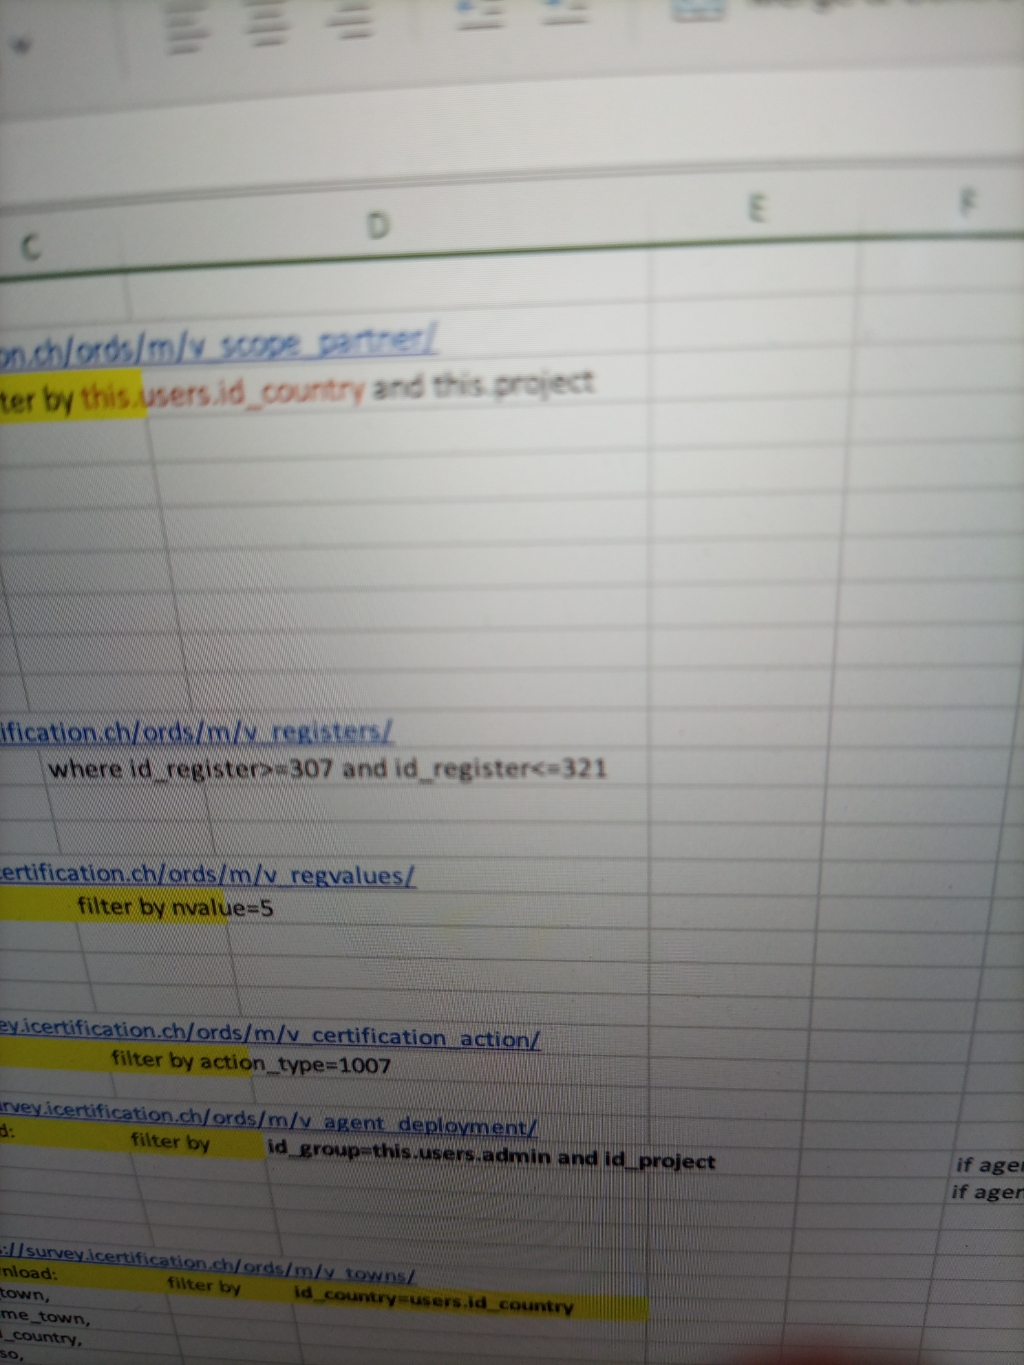 C D E F
on.ch/ords/m/v_scope_partner/
ter by this.users.id_country and this.project
ification.ch/ords/m/v_registers/
where id_register>=307 and id_register<=321
ertification.ch/ords/m/v_regvalues/
filter by nvalue=5
ey.icertification.ch/ords/m/v_certification_action/
filter by action_type=1007
rvey.icertification.ch/ords/m/v_agent_deployment/
d: filter by id_group=this.users.admin and id_project
if agen
if agen
://survey.icertification.ch/ords/m/v_towns/
nload: filter by id_country=users.id_country
town,
me_town,
_country,
so,